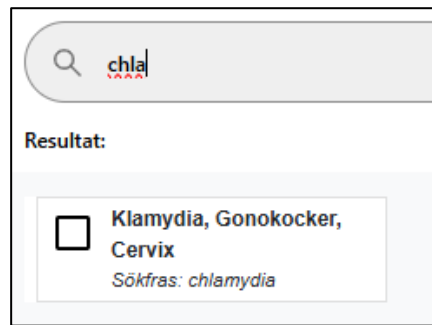 chla
Resultat:
Klamydia, Gonokocker,
Cervix
Sökfras: chlamydia